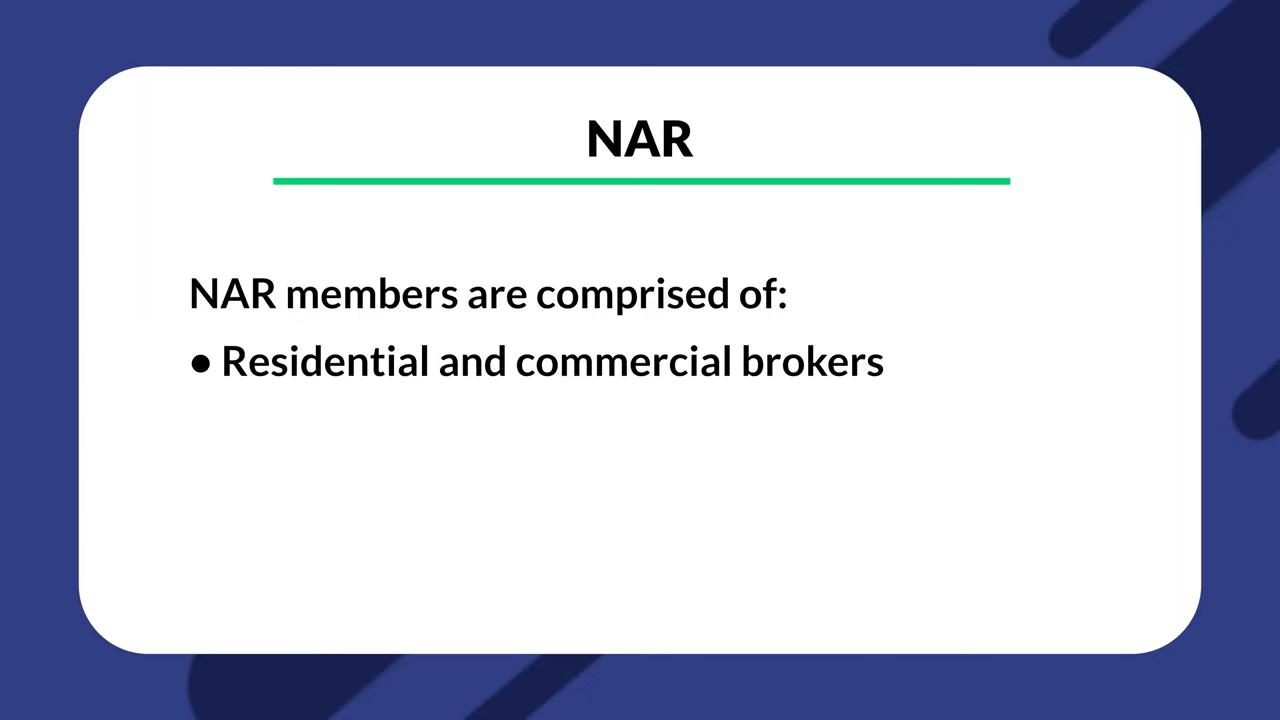 NAR
NAR members are comprised of:
● Residential and commercial brokers